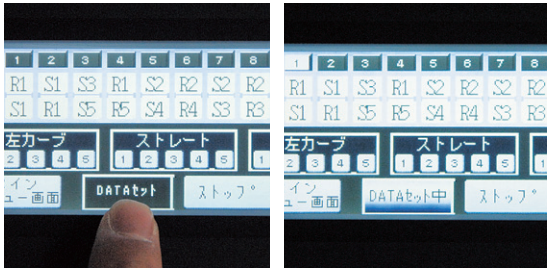 1 2 3 4 5 6 7 8
R1 S1 S3 R1 S2 R2 S2 R2
S1 R1 S5 R5 S4 R4 S3 R3
左カーブ ストレート
2 3 4 5 1 2 3 4 5 1
イン
ュー画面 DATAセット ストップ
1 2 3 4 5 6 7 8
R1 S1 S3 R1 S2 R2 S2 R2
S1 R1 S5 R5 S4 R4 S3 R3
左カーブ ストレート
2 3 4 5 1 2 3 4 5 1
イン
ュー画面 DATAセット中 ストップ